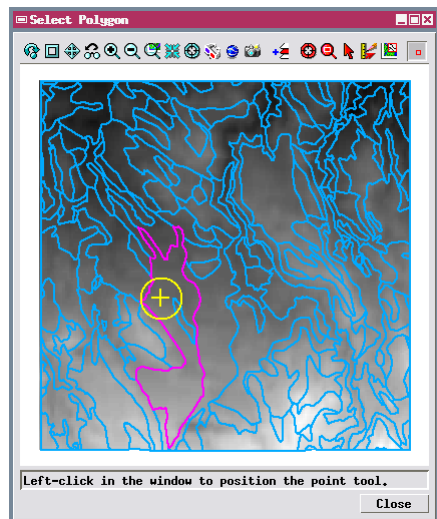 Select Polygon
Left-click in the window to position the point tool.
Close